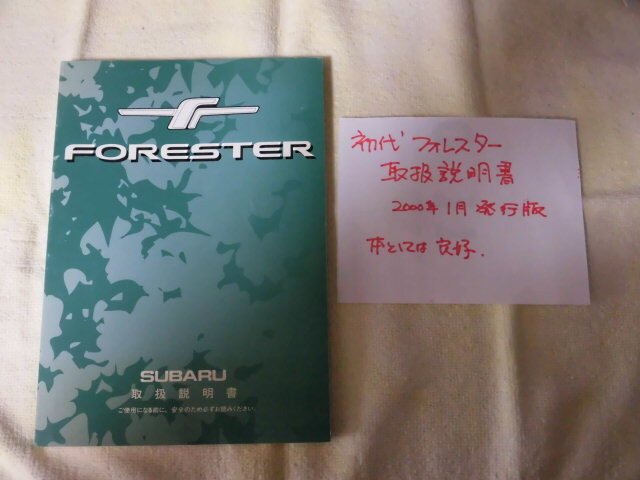 FORESTER
SUBARU
取扱説明書
ご使用になる前に、安全のため必ずお読みください。
初代フォレスター
取扱説明書
2000年1月発行版
本としては良好.